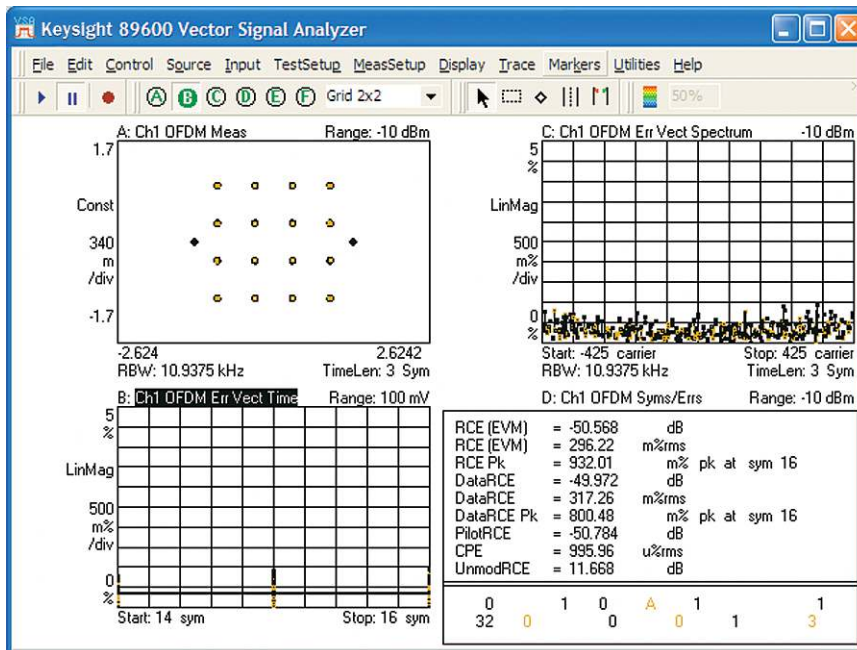 VSA
Keysight 89600 Vector Signal Analyzer
File Edit Control Source Input TestSetup MeasSetup Display Trace Markers Utilities Help
A B C D E F Grid 2x2 50%
A: Ch1 OFDM Meas Range: -10 dBm
1.7
Const
340
m
/div
-1.7
-2.624 2.6242
RBW: 10.9375 kHz TimeLen: 3 Sym
C: Ch1 OFDM Err Vect Spectrum -10 dBm
5
%
LinMag
500
m%
/div
0
%
Start: -425 carrier Stop: 425 carrier
RBW: 10.9375 kHz TimeLen: 3 Sym
B: Ch1 OFDM Err Vect Time Range: 100 mV
5
%
LinMag
500
m%
/div
0
%
Start: 14 sym Stop: 16 sym
D: Ch1 OFDM Syms/Errs Range: -10 dBm
RCE (EVM) = -50.568 dB
RCE (EVM) = 296.22 m%rms
RCE Pk = 932.01 m% pk at sym 16
DataRCE = -49.972 dB
DataRCE = 317.26 m%rms
DataRCE Pk = 800.48 m% pk at sym 16
PilotRCE = -50.784 dB
CPE = 995.96 u%rms
UnmodRCE = 11.668 dB
0 1 0 A 1 1
32 0 0 0 1 3